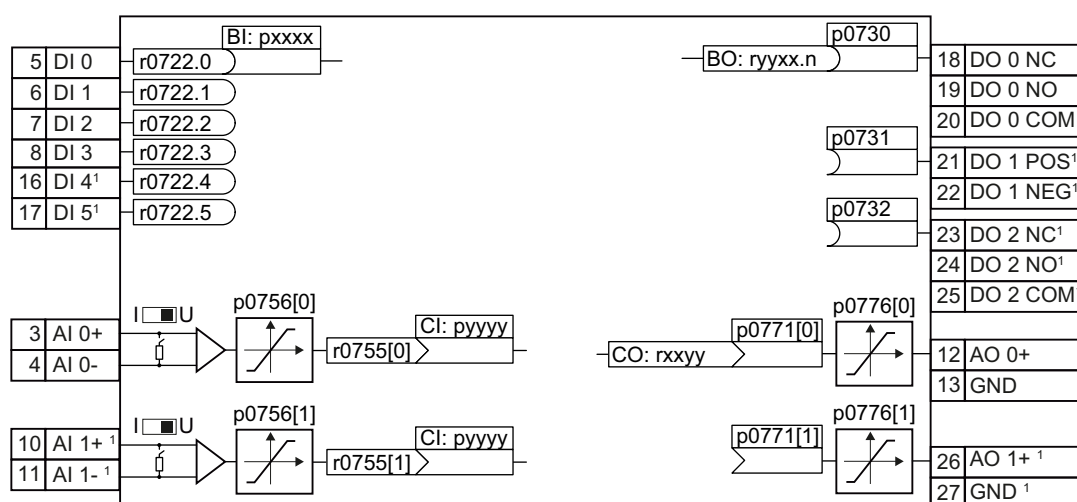 BI: pxxxx
p0730
5 DI 0 r0722.0
BO: ryyxx.n
18 DO 0 NC
6 DI 1 r0722.1
19 DO 0 NO
7 DI 2 r0722.2
20 DO 0 COM
8 DI 3 r0722.3
p0731
21 DO 1 POS¹
16 DI 4¹ r0722.4
22 DO 1 NEG¹
17 DI 5¹ r0722.5
p0732
23 DO 2 NC¹
24 DO 2 NO¹
25 DO 2 COM¹
I U
p0756[0]
3 AI 0+
4 AI 0-
r0755[0]
CI: pyyyy
CO: rxxyy
p0771[0]
p0776[0]
12 AO 0+
13 GND
I U
p0756[1]
10 AI 1+ ¹
11 AI 1- ¹
r0755[1]
CI: pyyyy
p0771[1]
p0776[1]
26 AO 1+ ¹
27 GND ¹